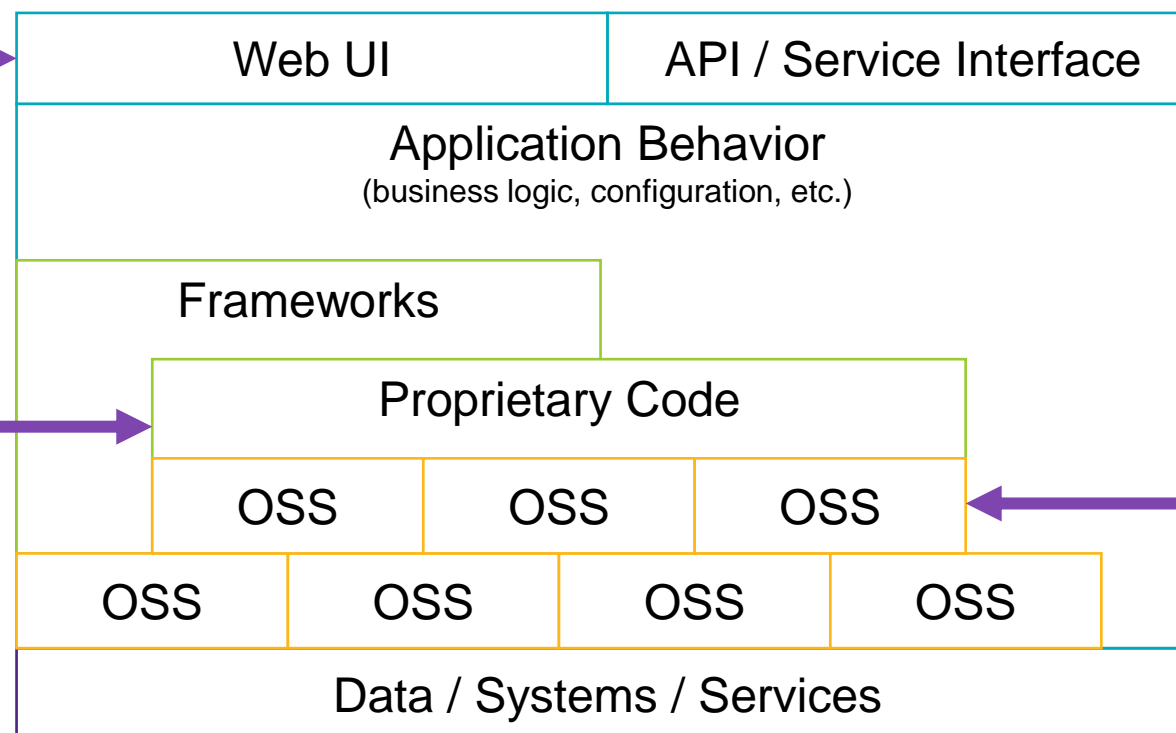 Web UI
API / Service Interface
Application Behavior
(business logic, configuration, etc.)
Frameworks
Proprietary Code
OSS OSS OSS
OSS OSS OSS OSS
Data / Systems / Services